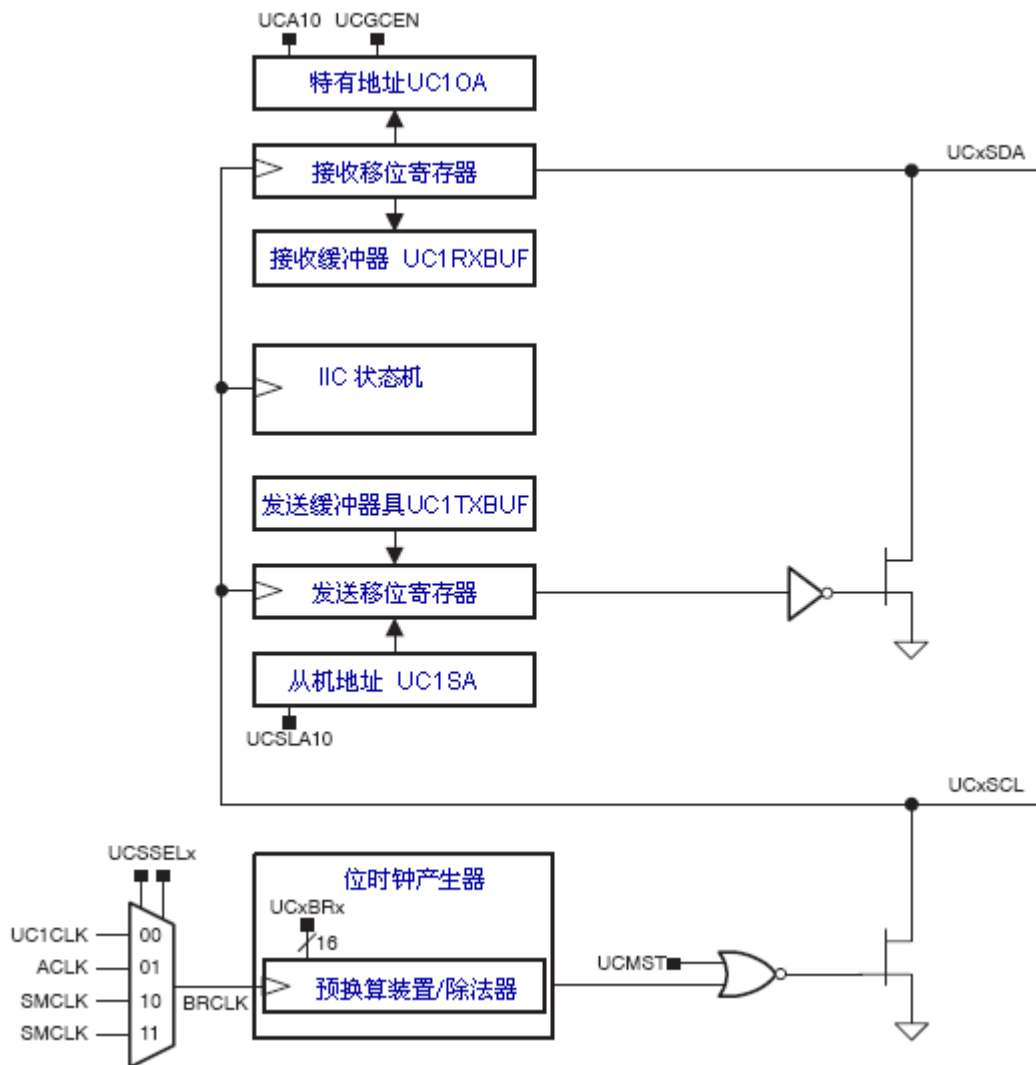 UCA10 UCGCEN
特有地址UC1OA
UCxSDA
接收移位寄存器
接收缓冲器 UC1RXBUF
IIC 状态机
发送缓冲器具UC1TXBUF
发送移位寄存器
从机地址 UC1SA
UCSLA10
UCxSCL
UCSSELx
位时钟产生器
UCxBRx
16
UC1CLK 00
ACLK 01
SMCLK 10
SMCLK 11
BRCLK
预换算装置/除法器
UCMST